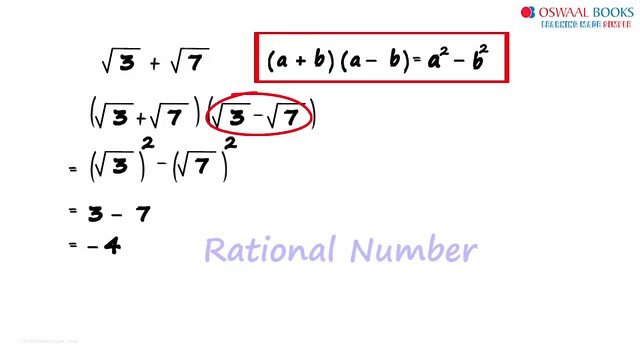 OSWAAL BOOKS
LEARNING MADE SIMPLE
√3 + √7
(a + b)(a - b) = a² - b²
(√3 + √7)(√3 - √7)
= (√3)² - (√7)²
= 3 - 7
= - 4
Rational Number